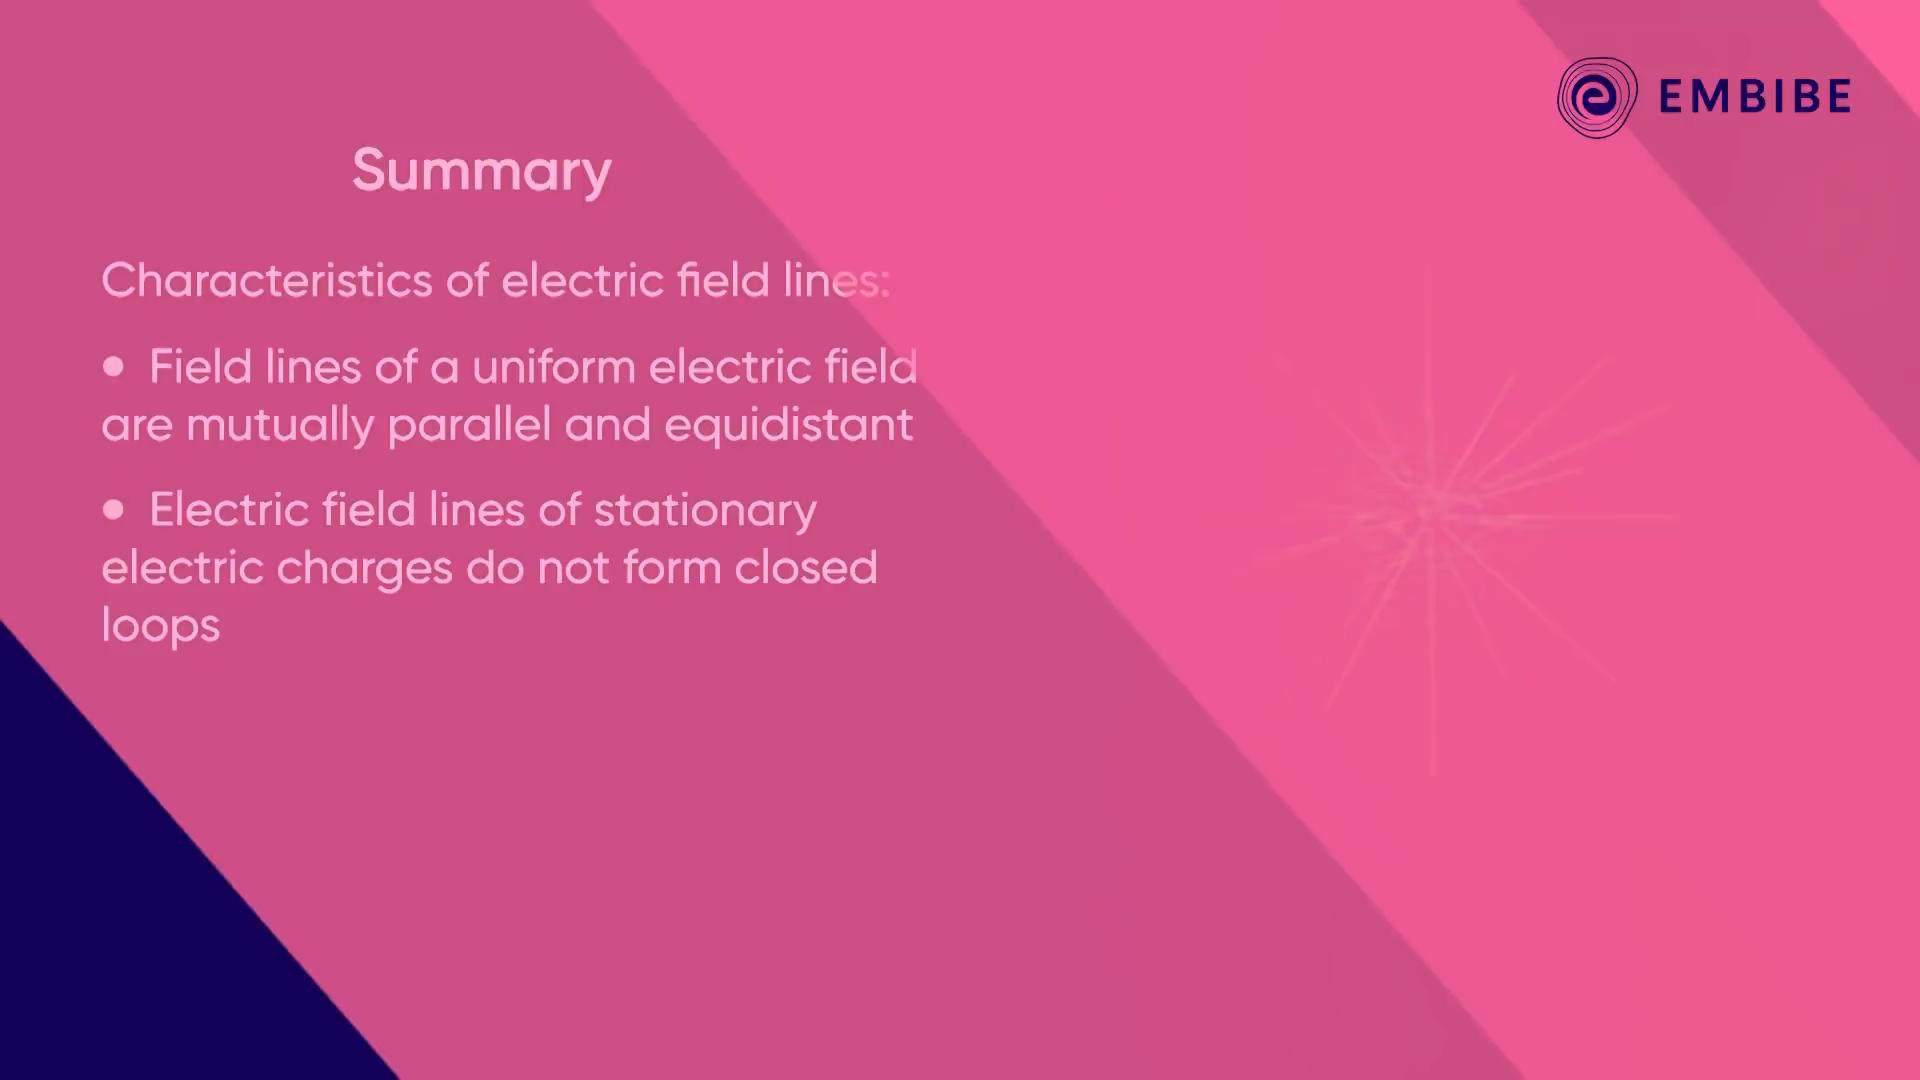 EMBIBE
Summary
Characteristics of electric field lines:
• Field lines of a uniform electric field
are mutually parallel and equidistant
• Electric field lines of stationary
electric charges do not form closed
loops